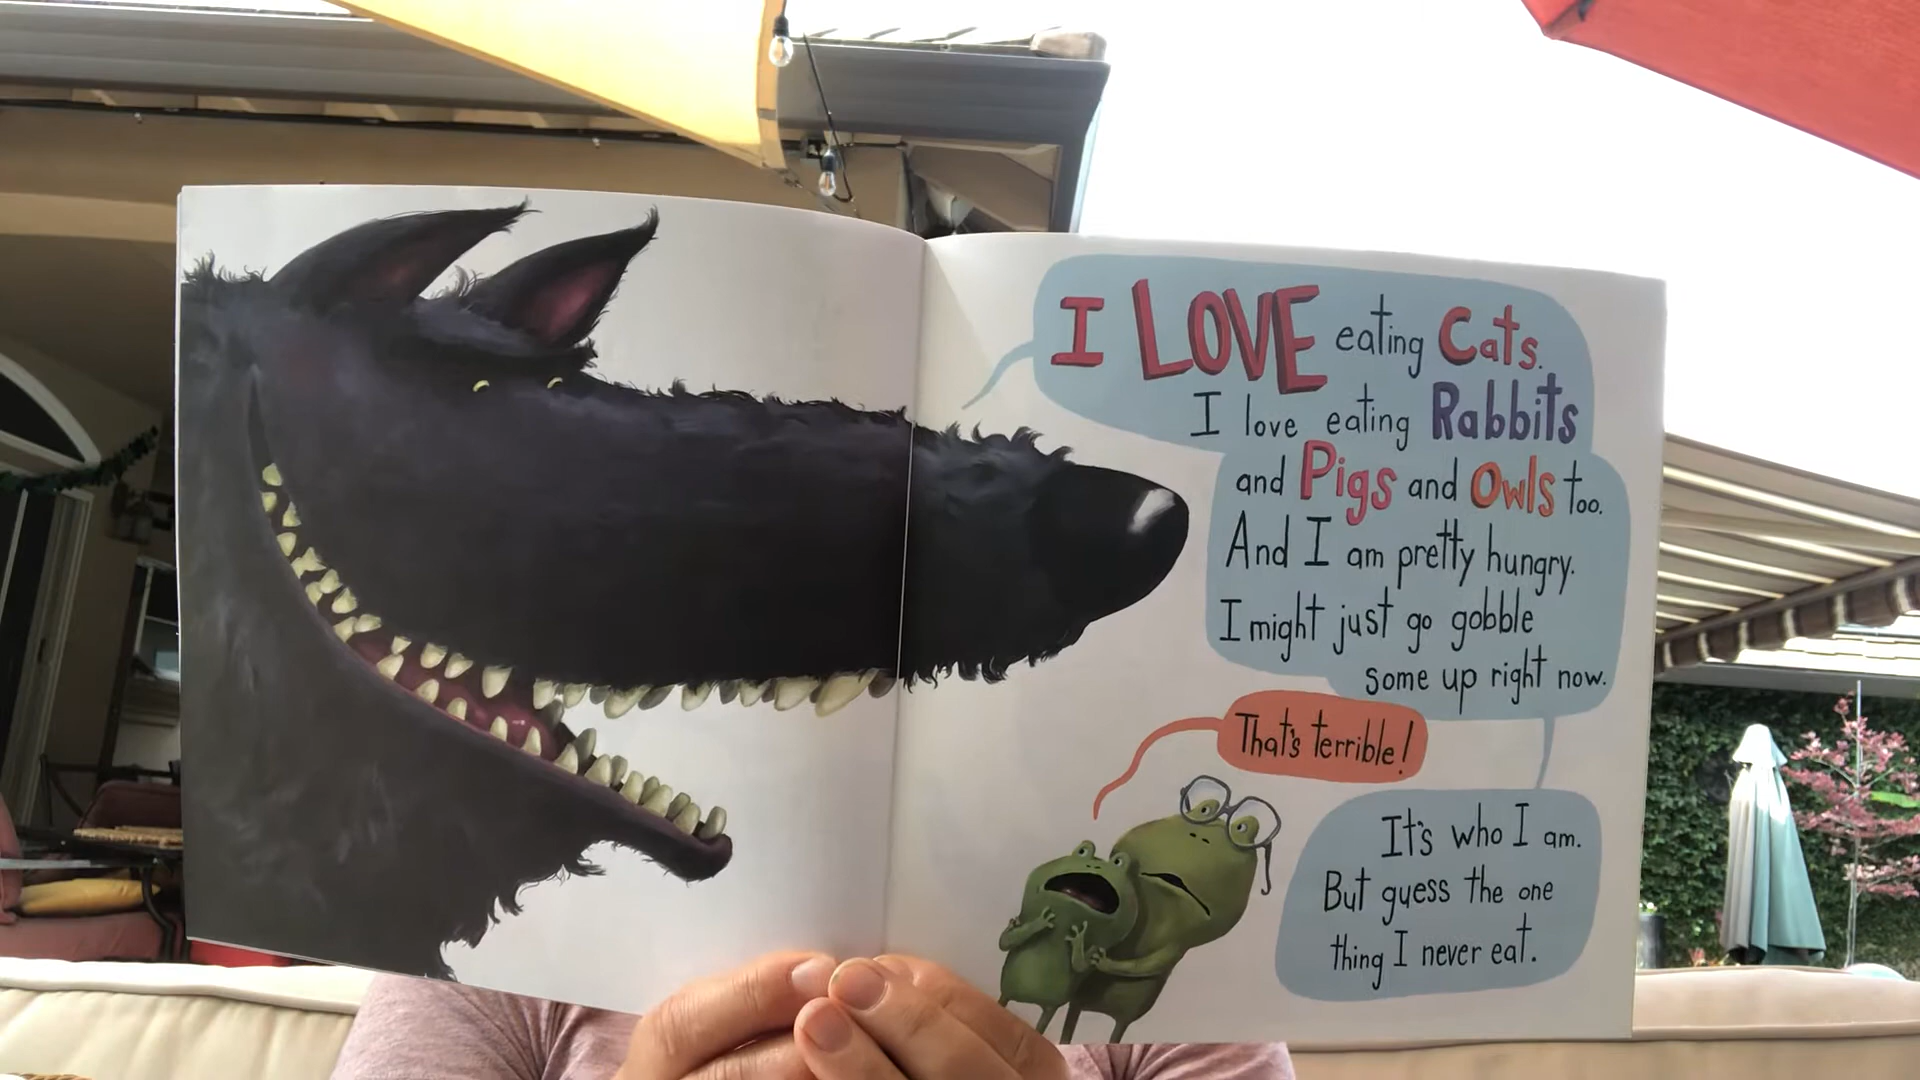 I LOVE eating Cats.
I love eating Rabbits
and Pigs and Owls too.
And I am pretty hungry.
I might just go gobble
some up right now.
That's terrible!
It's who I am.
But guess the one
thing I never eat.